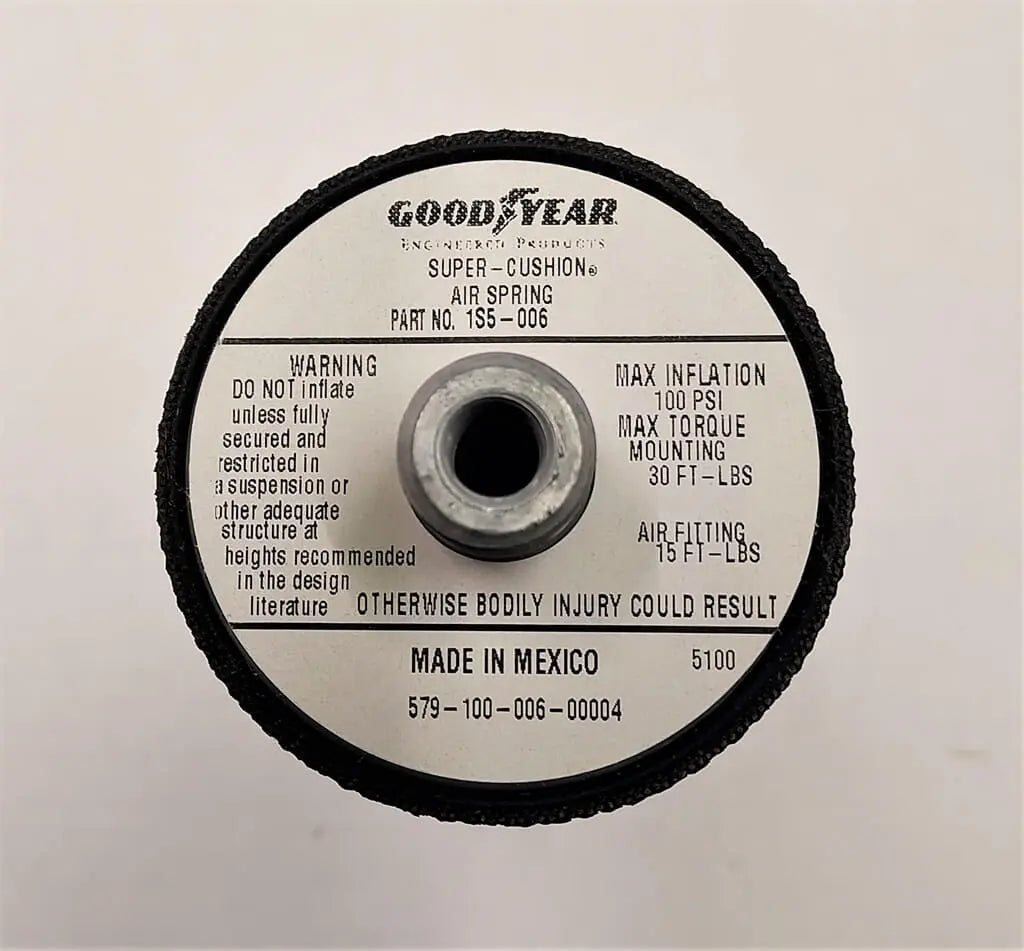 GOODYEAR
ENGINEERED PRODUCTS
SUPER-CUSHION®
AIR SPRING
PART NO. 1S5-006
WARNING
DO NOT inflate
unless fully
secured and
restricted in
a suspension or
other adequate
structure at
heights recommended
in the design
literature OTHERWISE BODILY INJURY COULD RESULT
MAX INFLATION
100 PSI
MAX TORQUE
MOUNTING
30 FT-LBS
AIR FITTING
15 FT-LBS
MADE IN MEXICO 5100
579-100-006-00004